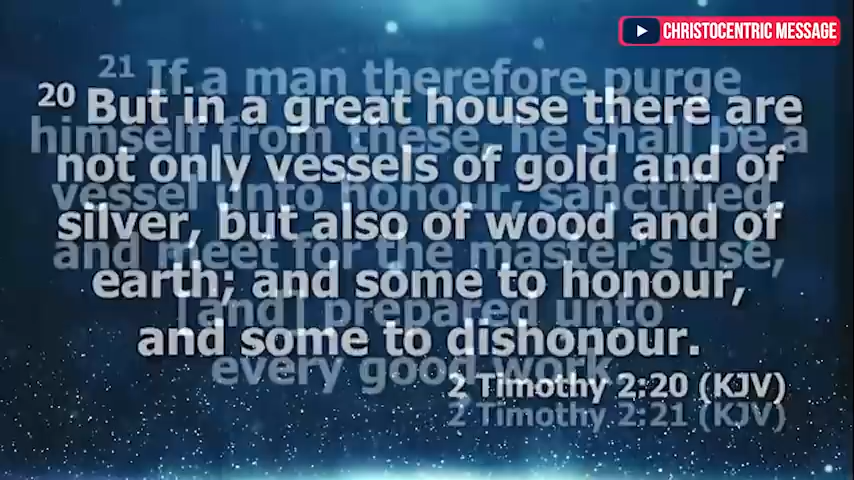 CHRISTOCENTRIC MESSAGE
20 But in a great house there are
not only vessels of gold and of
silver, but also of wood and of
earth; and some to honour,
and some to dishonour.
2 Timothy 2:20 (KJV)
21 If a man therefore purge
himself from these, he shall be a
vessel unto honour, sanctified,
and meet for the master's use,
[and] prepared unto
every good work.
2 Timothy 2:21 (KJV)